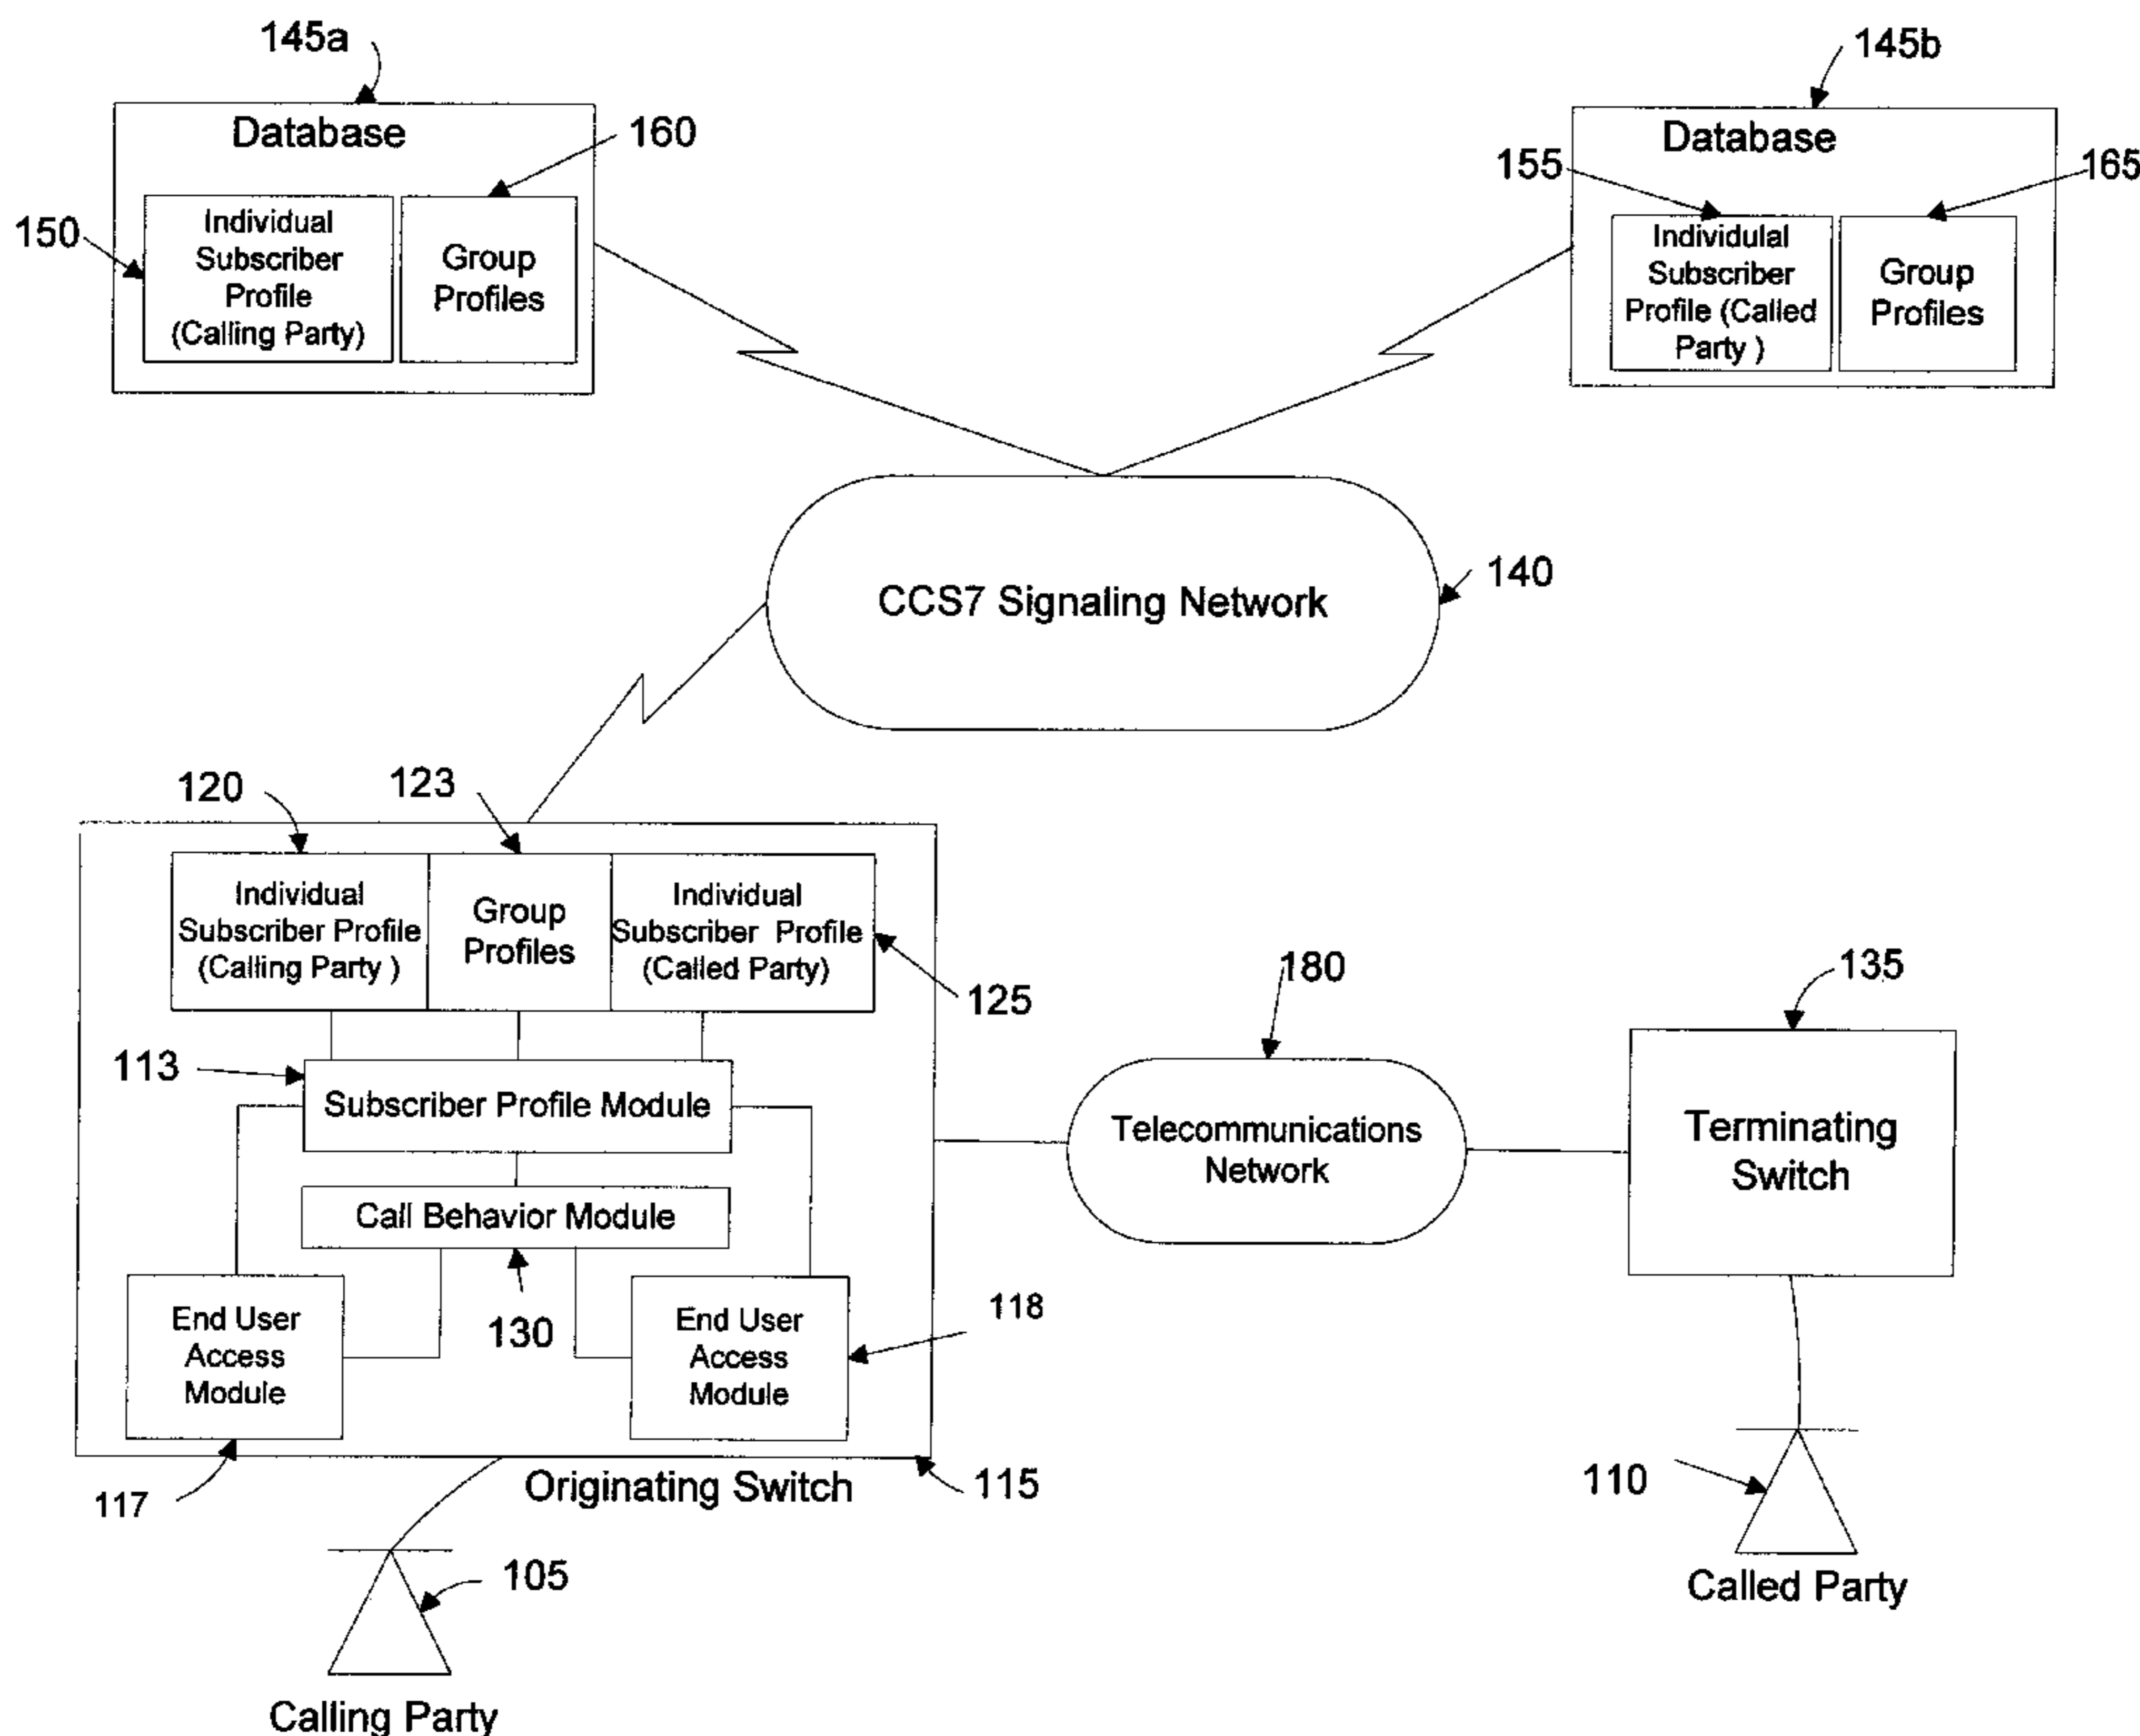 145a
145b
Database
160
Database
155
165
150
Individual
Subscriber
Profile
(Calling Party)
Group
Profiles
Individulal
Subscriber
Profile (Called
Party )
Group
Profiles
CCS7 Signaling Network
140
120
123
Individual
Subscriber Profile
(Calling Party )
Group
Profiles
Individual
Subscriber Profile
(Called Party)
125
180
135
113
Subscriber Profile Module
Telecommunications
Network
Terminating
Switch
Call Behavior Module
End User
Access
Module
130
End User
Access
Module
118
117
Originating Switch
115
110
105
Called Party
Calling Party